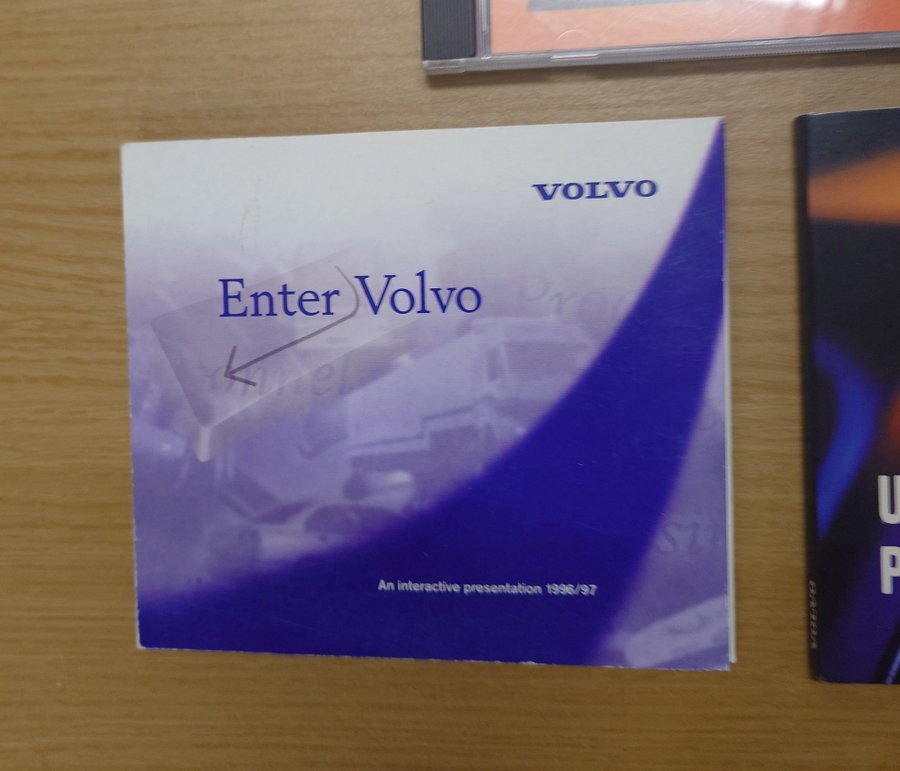 VOLVO
Enter Volvo
An interactive presentation 1996/97
U
P